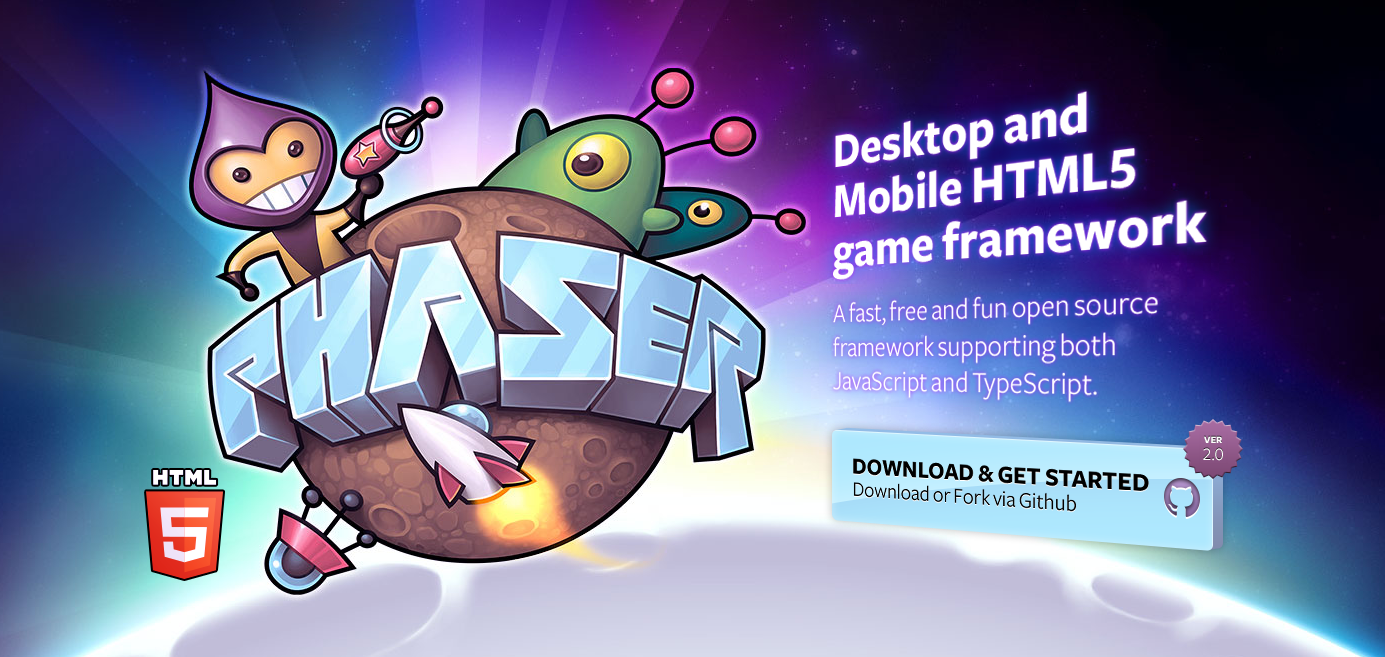 PHASER
HTML
5
Desktop and
Mobile HTML5
game framework
A fast, free and fun open source
framework supporting both
JavaScript and TypeScript.
DOWNLOAD & GET STARTED
Download or Fork via Github
VER
2.0